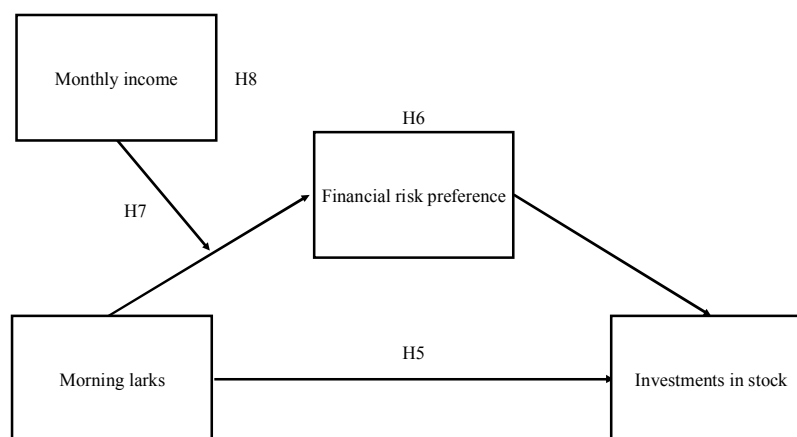 Monthly income
H8
H6
Financial risk preference
H7
H5
Morning larks
Investments in stock